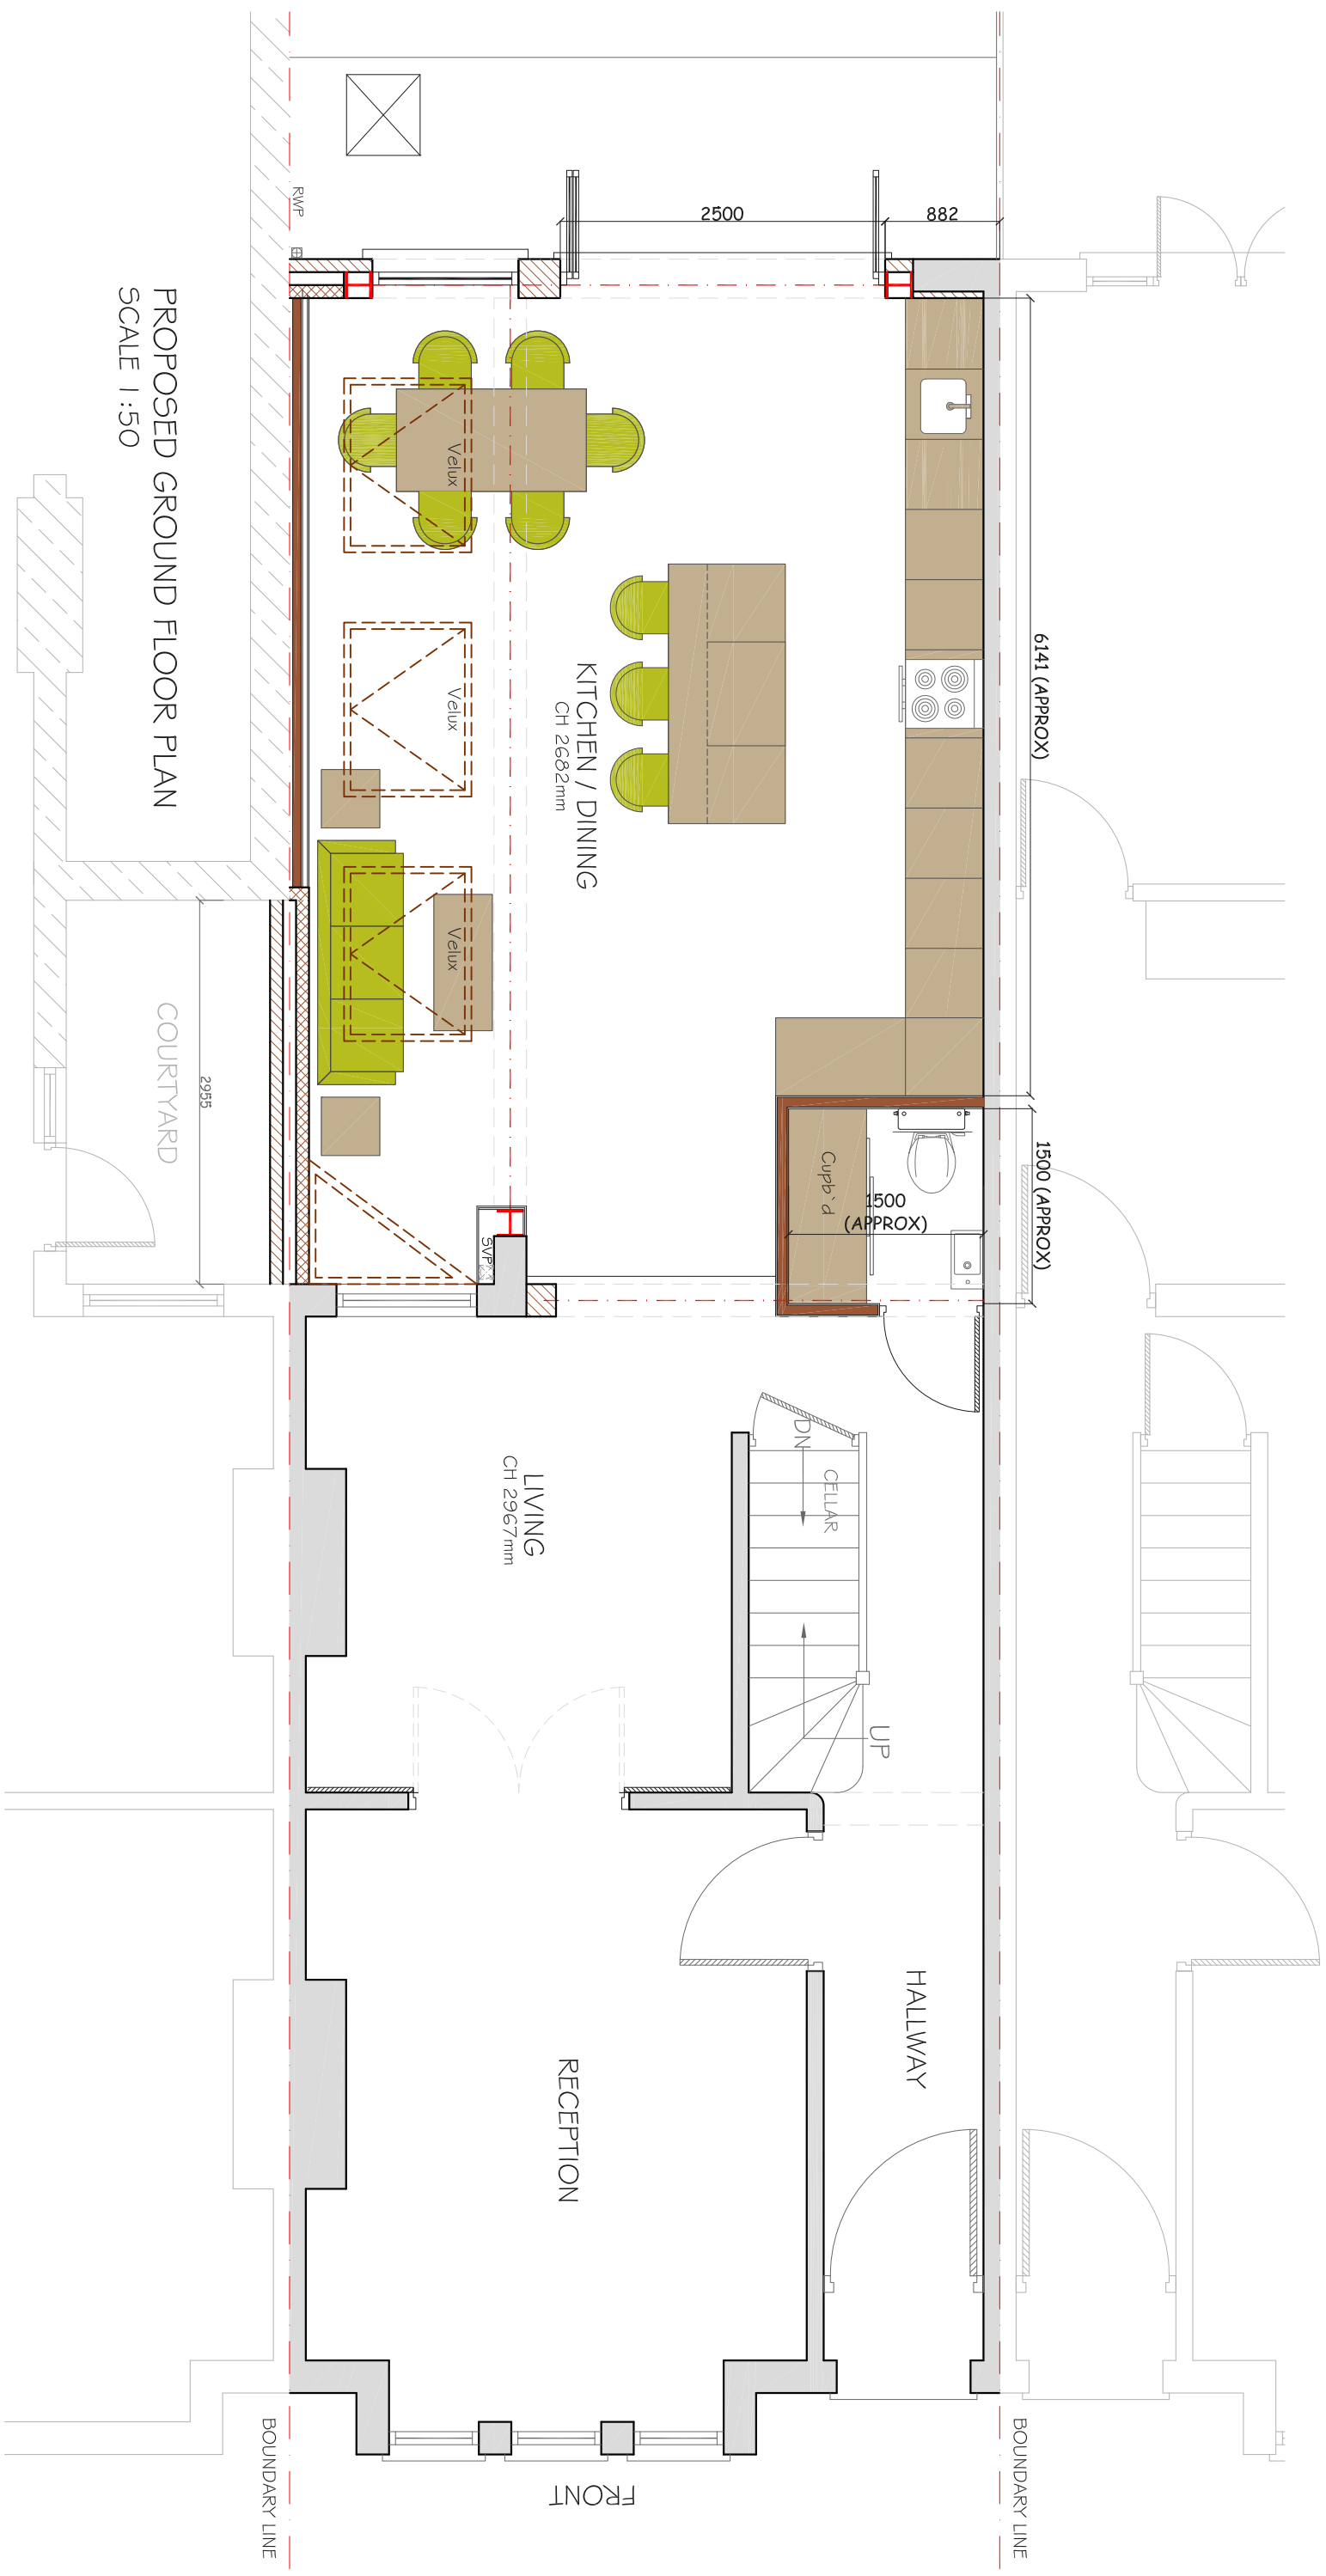 PROPOSED GROUND FLOOR PLAN
SCALE 1:50
RWP
2500
882
6141 (APPROX)
Velux
Velux
Velux
KITCHEN / DINING
CH 2682mm
COURTYARD
2955
1500 (APPROX)
Cupb`d
1500
(APPROX)
SVP
LIVING
CH 2967mm
DN
CELLAR
UP
HALLWAY
RECEPTION
FRONT
BOUNDARY LINE
BOUNDARY LINE